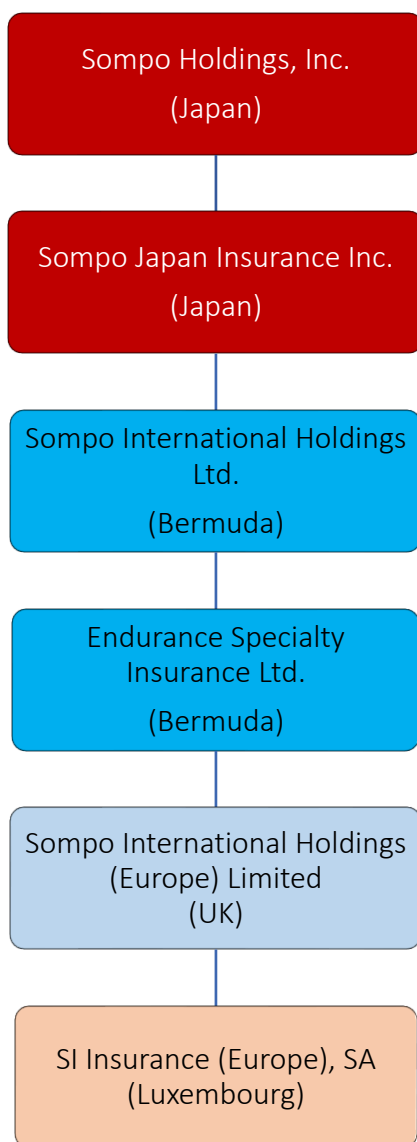 Sompo Holdings, Inc.
(Japan)
Sompo Japan Insurance Inc.
(Japan)
Sompo International Holdings
Ltd.
(Bermuda)
Endurance Specialty
Insurance Ltd.
(Bermuda)
Sompo International Holdings
(Europe) Limited
(UK)
SI Insurance (Europe), SA
(Luxembourg)